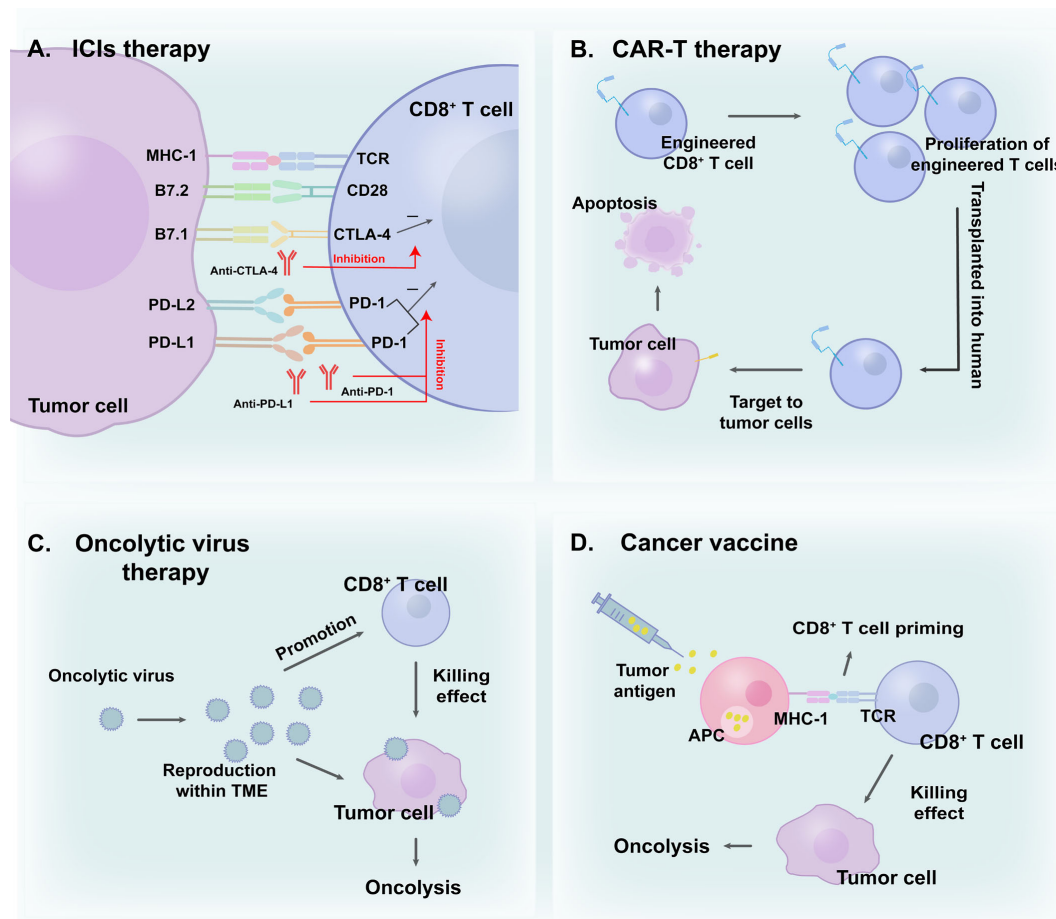 A. ICIs therapy
CD8⁺ T cell
MHC-1
TCR
B7.2
CD28
B7.1
CTLA-4
–
Anti-CTLA-4
Inhibition
PD-L2
PD-1
–
PD-L1
PD-1
Inhibition
Anti-PD-1
Anti-PD-L1
Tumor cell
B. CAR-T therapy
Engineered
CD8⁺ T cell
Proliferation of
engineered T cells
Transplanted into human
Apoptosis
Tumor cell
Target to
tumor cells
C. Oncolytic virus
therapy
CD8⁺ T cell
Promotion
Oncolytic virus
Killing
effect
Reproduction
within TME
Tumor cell
Oncolysis
D. Cancer vaccine
CD8⁺ T cell priming
Tumor
antigen
MHC-1
TCR
APC
CD8⁺ T cell
Killing
effect
Oncolysis
Tumor cell